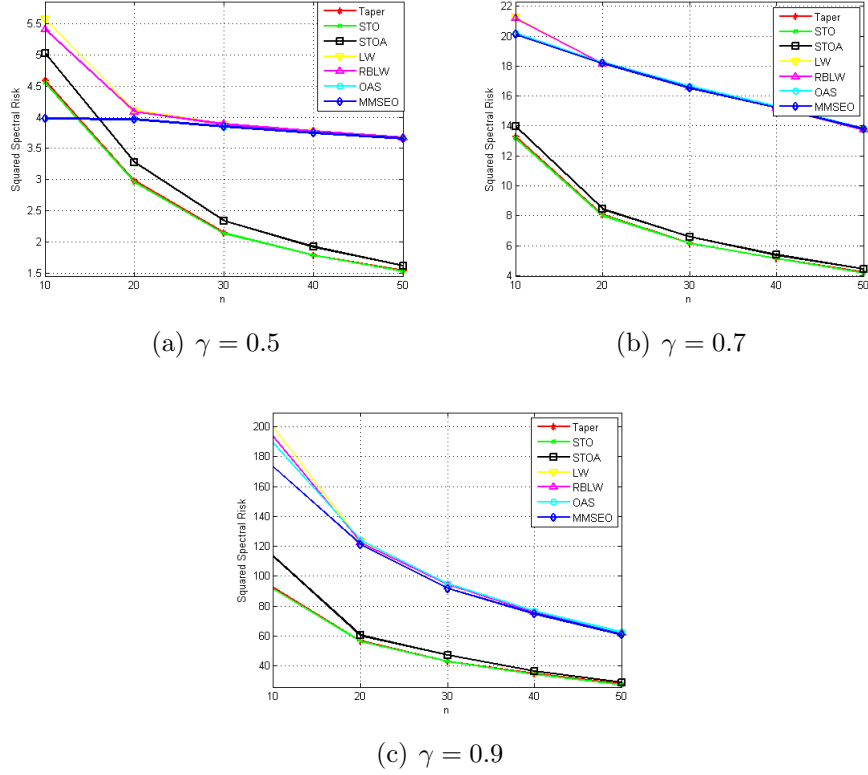 Squared Spectral Risk
5.5
5
4.5
4
3.5
3
2.5
2
1.5
10
20
30
40
50
n
Taper
STO
STOA
LW
RBLW
OAS
MMSEO
(a) γ = 0.5
Squared Spectral Risk
22
20
18
16
14
12
10
8
6
4
10
20
30
40
50
n
Taper
STO
STOA
LW
RBLW
OAS
MMSEO
(b) γ = 0.7
Squared Spectral Risk
200
180
160
140
120
100
80
60
40
10
20
30
40
50
n
Taper
STO
STOA
LW
RBLW
OAS
MMSEO
(c) γ = 0.9